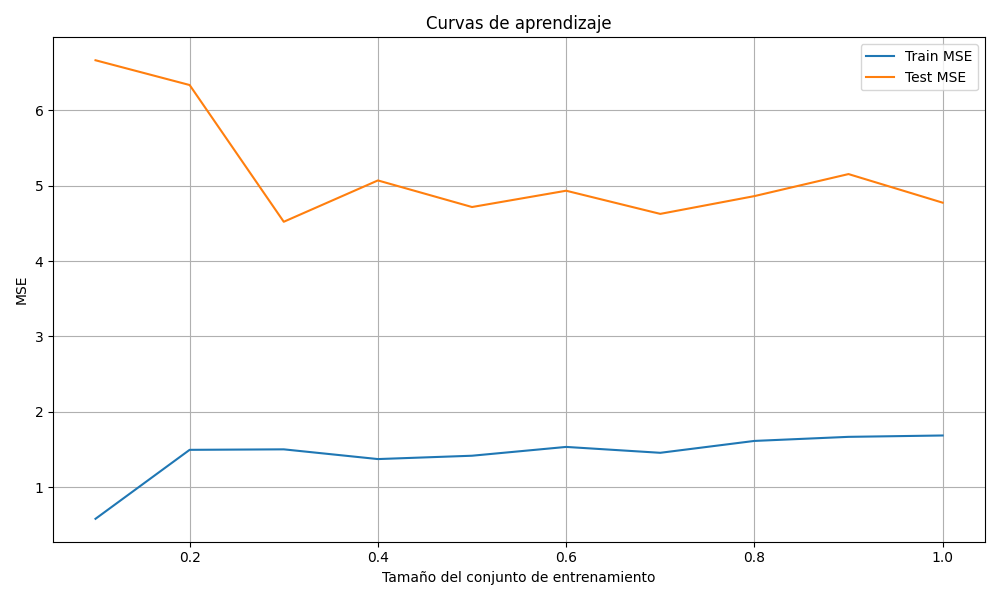 Curvas de aprendizaje
Train MSE
Test MSE
6
5
4
3
2
1
MSE
0.2 0.4 0.6 0.8 1.0
Tamaño del conjunto de entrenamiento